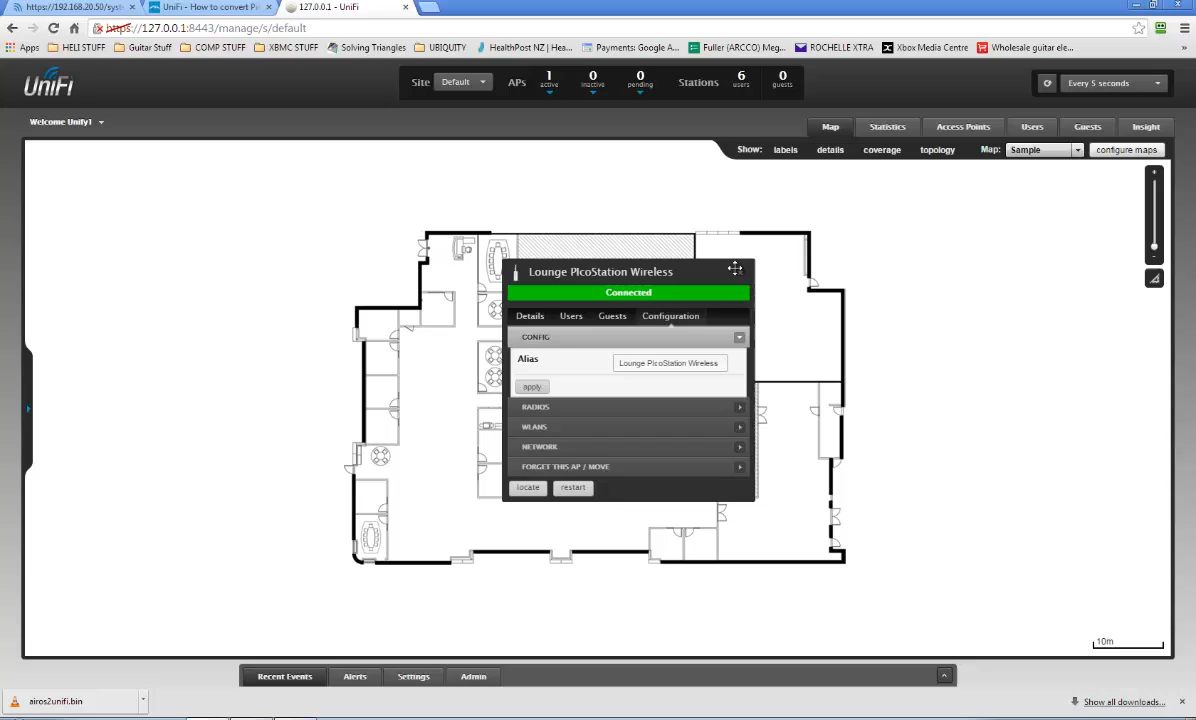 https://192.168.20.50/syst
UniFi - How to convert Pi
127.0.0.1 - UniFi
https://127.0.0.1:8443/manage/s/default
Apps HELI STUFF Guitar Stuff COMP STUFF XBMC STUFF Solving Triangles UBIQUITY HealthPost NZ | Hea... Payments: Google A... Fuller (ARCCO) Meg... ROCHELLE XTRA Xbox Media Centre Wholesale guitar ele...
UniFi
Site Default APs 1 active 0 inactive 0 pending Stations 6 users 0 guests
Every 5 seconds
Welcome Unify1
Map Statistics Access Points Users Guests Insight
Show: labels details coverage topology Map: Sample configure maps
+
-
Lounge PIcoStation Wireless
Connected
Details Users Guests Configuration
CONFIG
Alias Lounge PIcoStation Wireless
apply
RADIOS
WLANS
NETWORK
FORGET THIS AP / MOVE
locate restart
10m
Recent Events Alerts Settings Admin
airos2unifi.bin
Show all downloads...